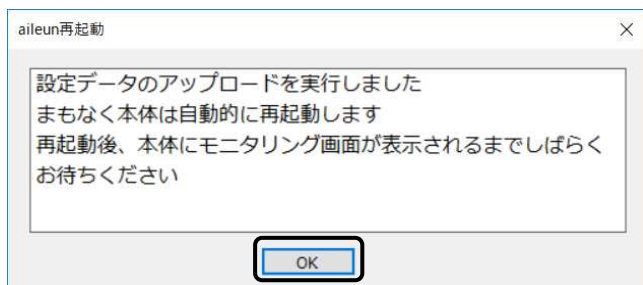 aileun再起動
設定データのアップロードを実行しました
まもなく本体は自動的に再起動します
再起動後、本体にモニタリング画面が表示されるまでしばらく
お待ちください
OK